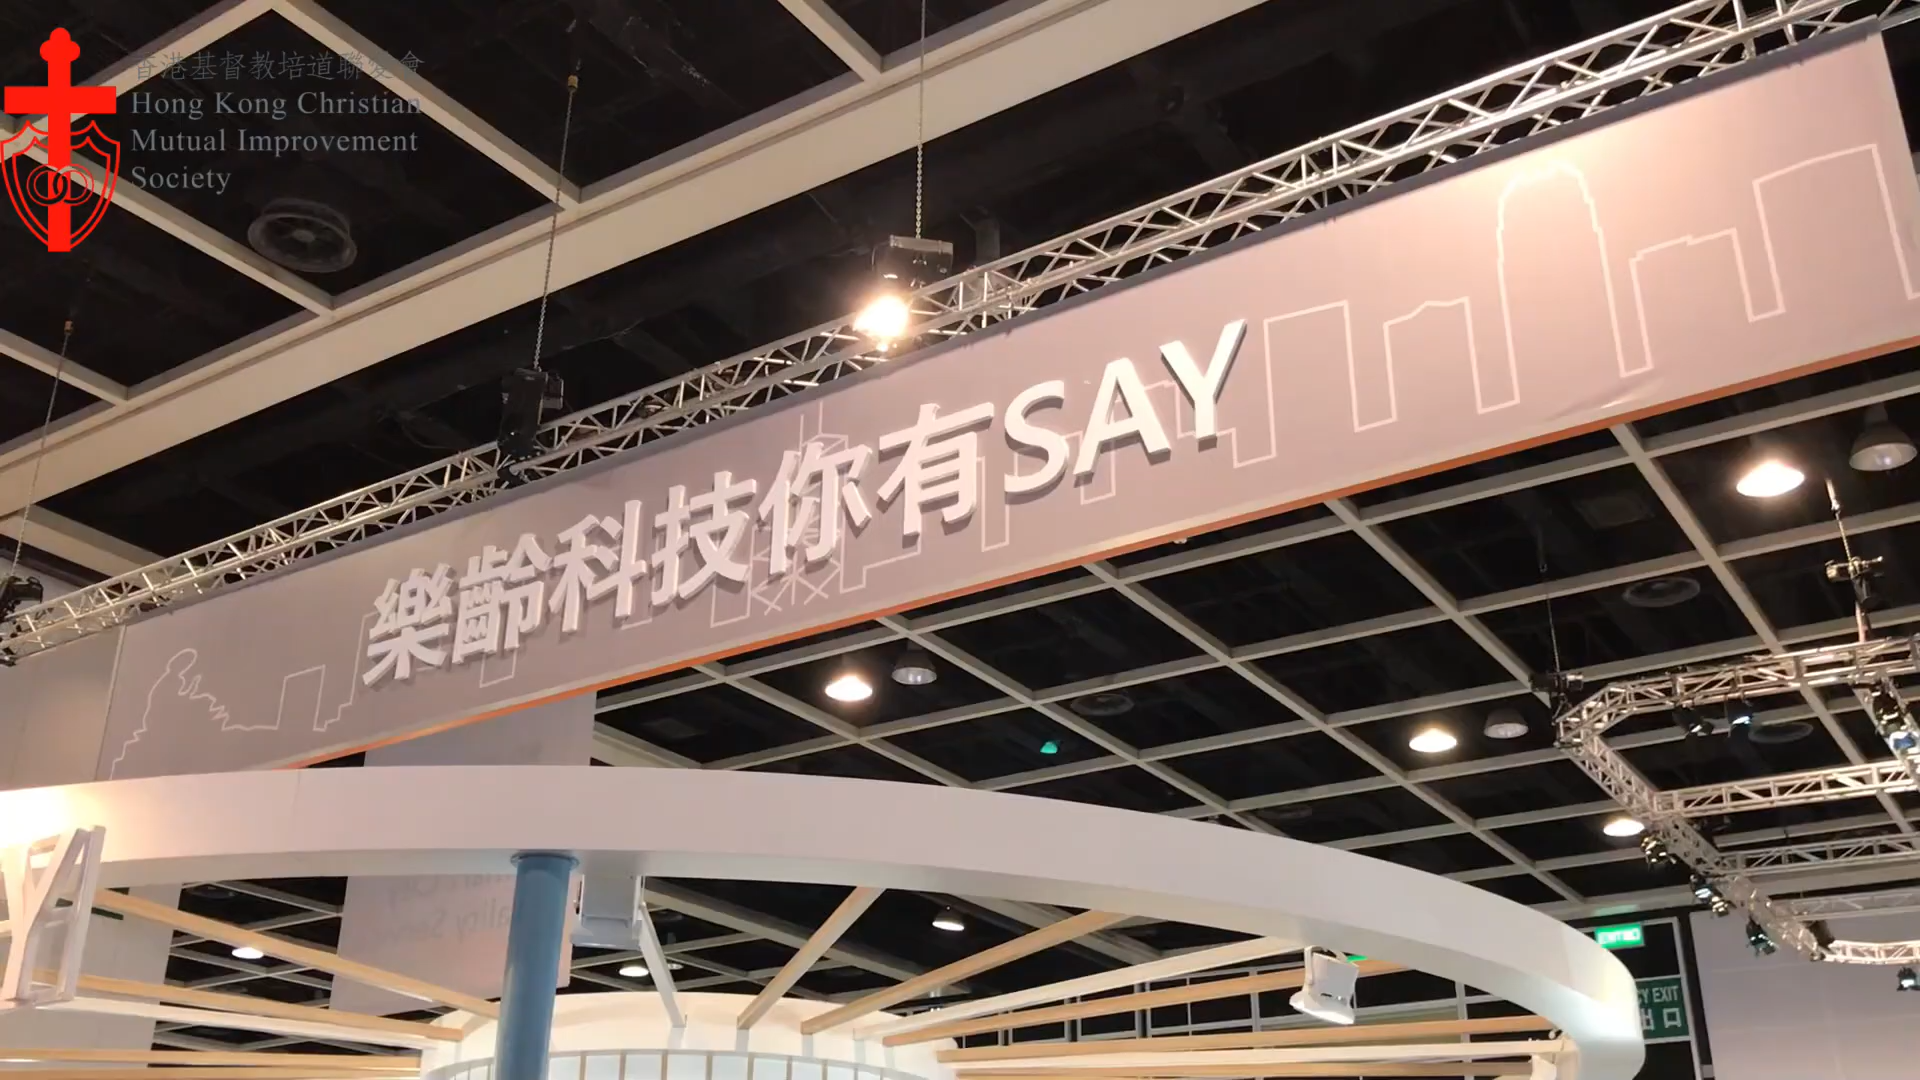 香港基督教培道聯愛會
Hong Kong Christian
Mutual Improvement
Society
樂齡科技你有SAY
EXIT
出口